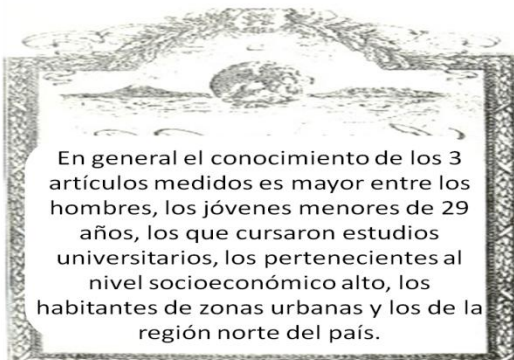 En general el conocimiento de los 3
artículos medidos es mayor entre los
hombres, los jóvenes menores de 29
años, los que cursaron estudios
universitarios, los pertenecientes al
nivel socioeconómico alto, los
habitantes de zonas urbanas y los de la
región norte del país.